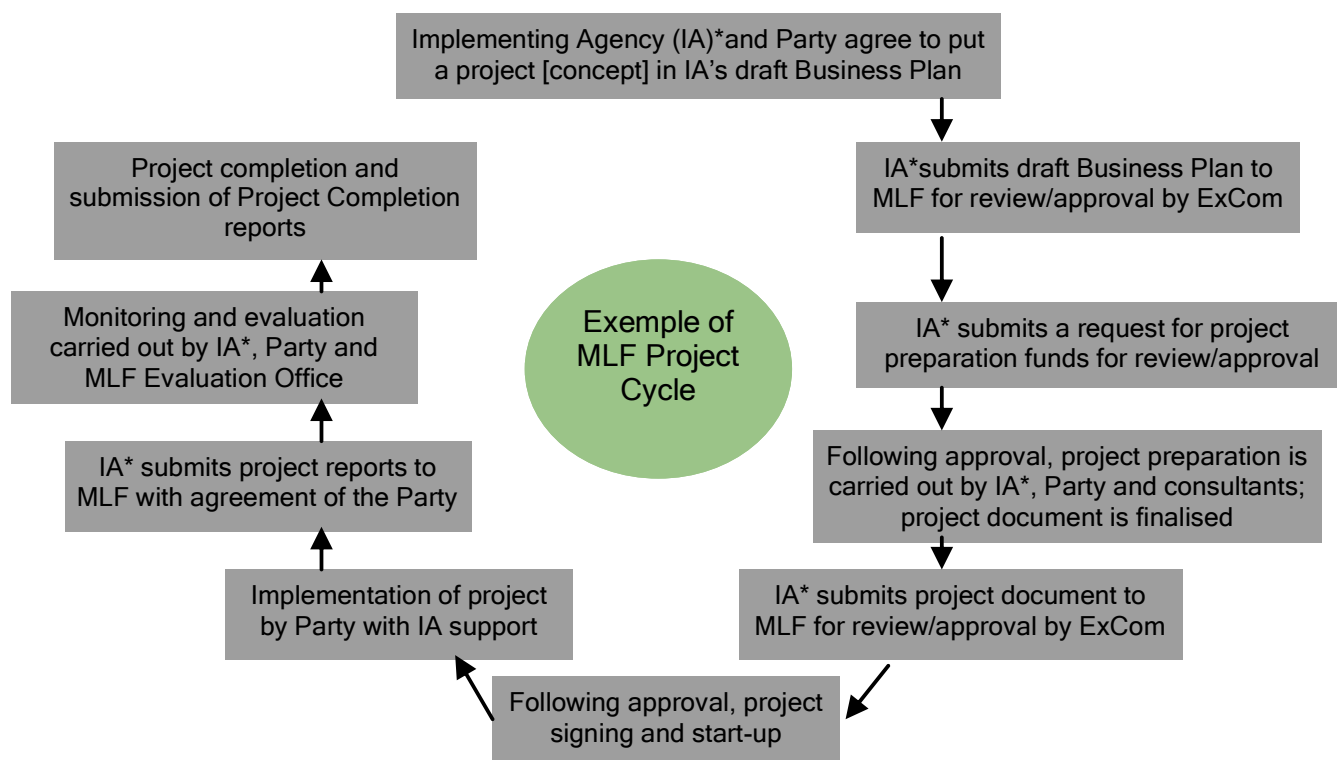 Implementing Agency (IA)*and Party agree to put
a project [concept] in IA's draft Business Plan
IA*submits draft Business Plan to
MLF for review/approval by ExCom
IA* submits a request for project
preparation funds for review/approval
Following approval, project preparation is
carried out by IA*, Party and consultants;
project document is finalised
IA* submits project document to
MLF for review/approval by ExCom
Following approval, project
signing and start-up
Implementation of project
by Party with IA support
IA* submits project reports to
MLF with agreement of the Party
Monitoring and evaluation
carried out by IA*, Party and
MLF Evaluation Office
Project completion and
submission of Project Completion
reports
Exemple of
MLF Project
Cycle